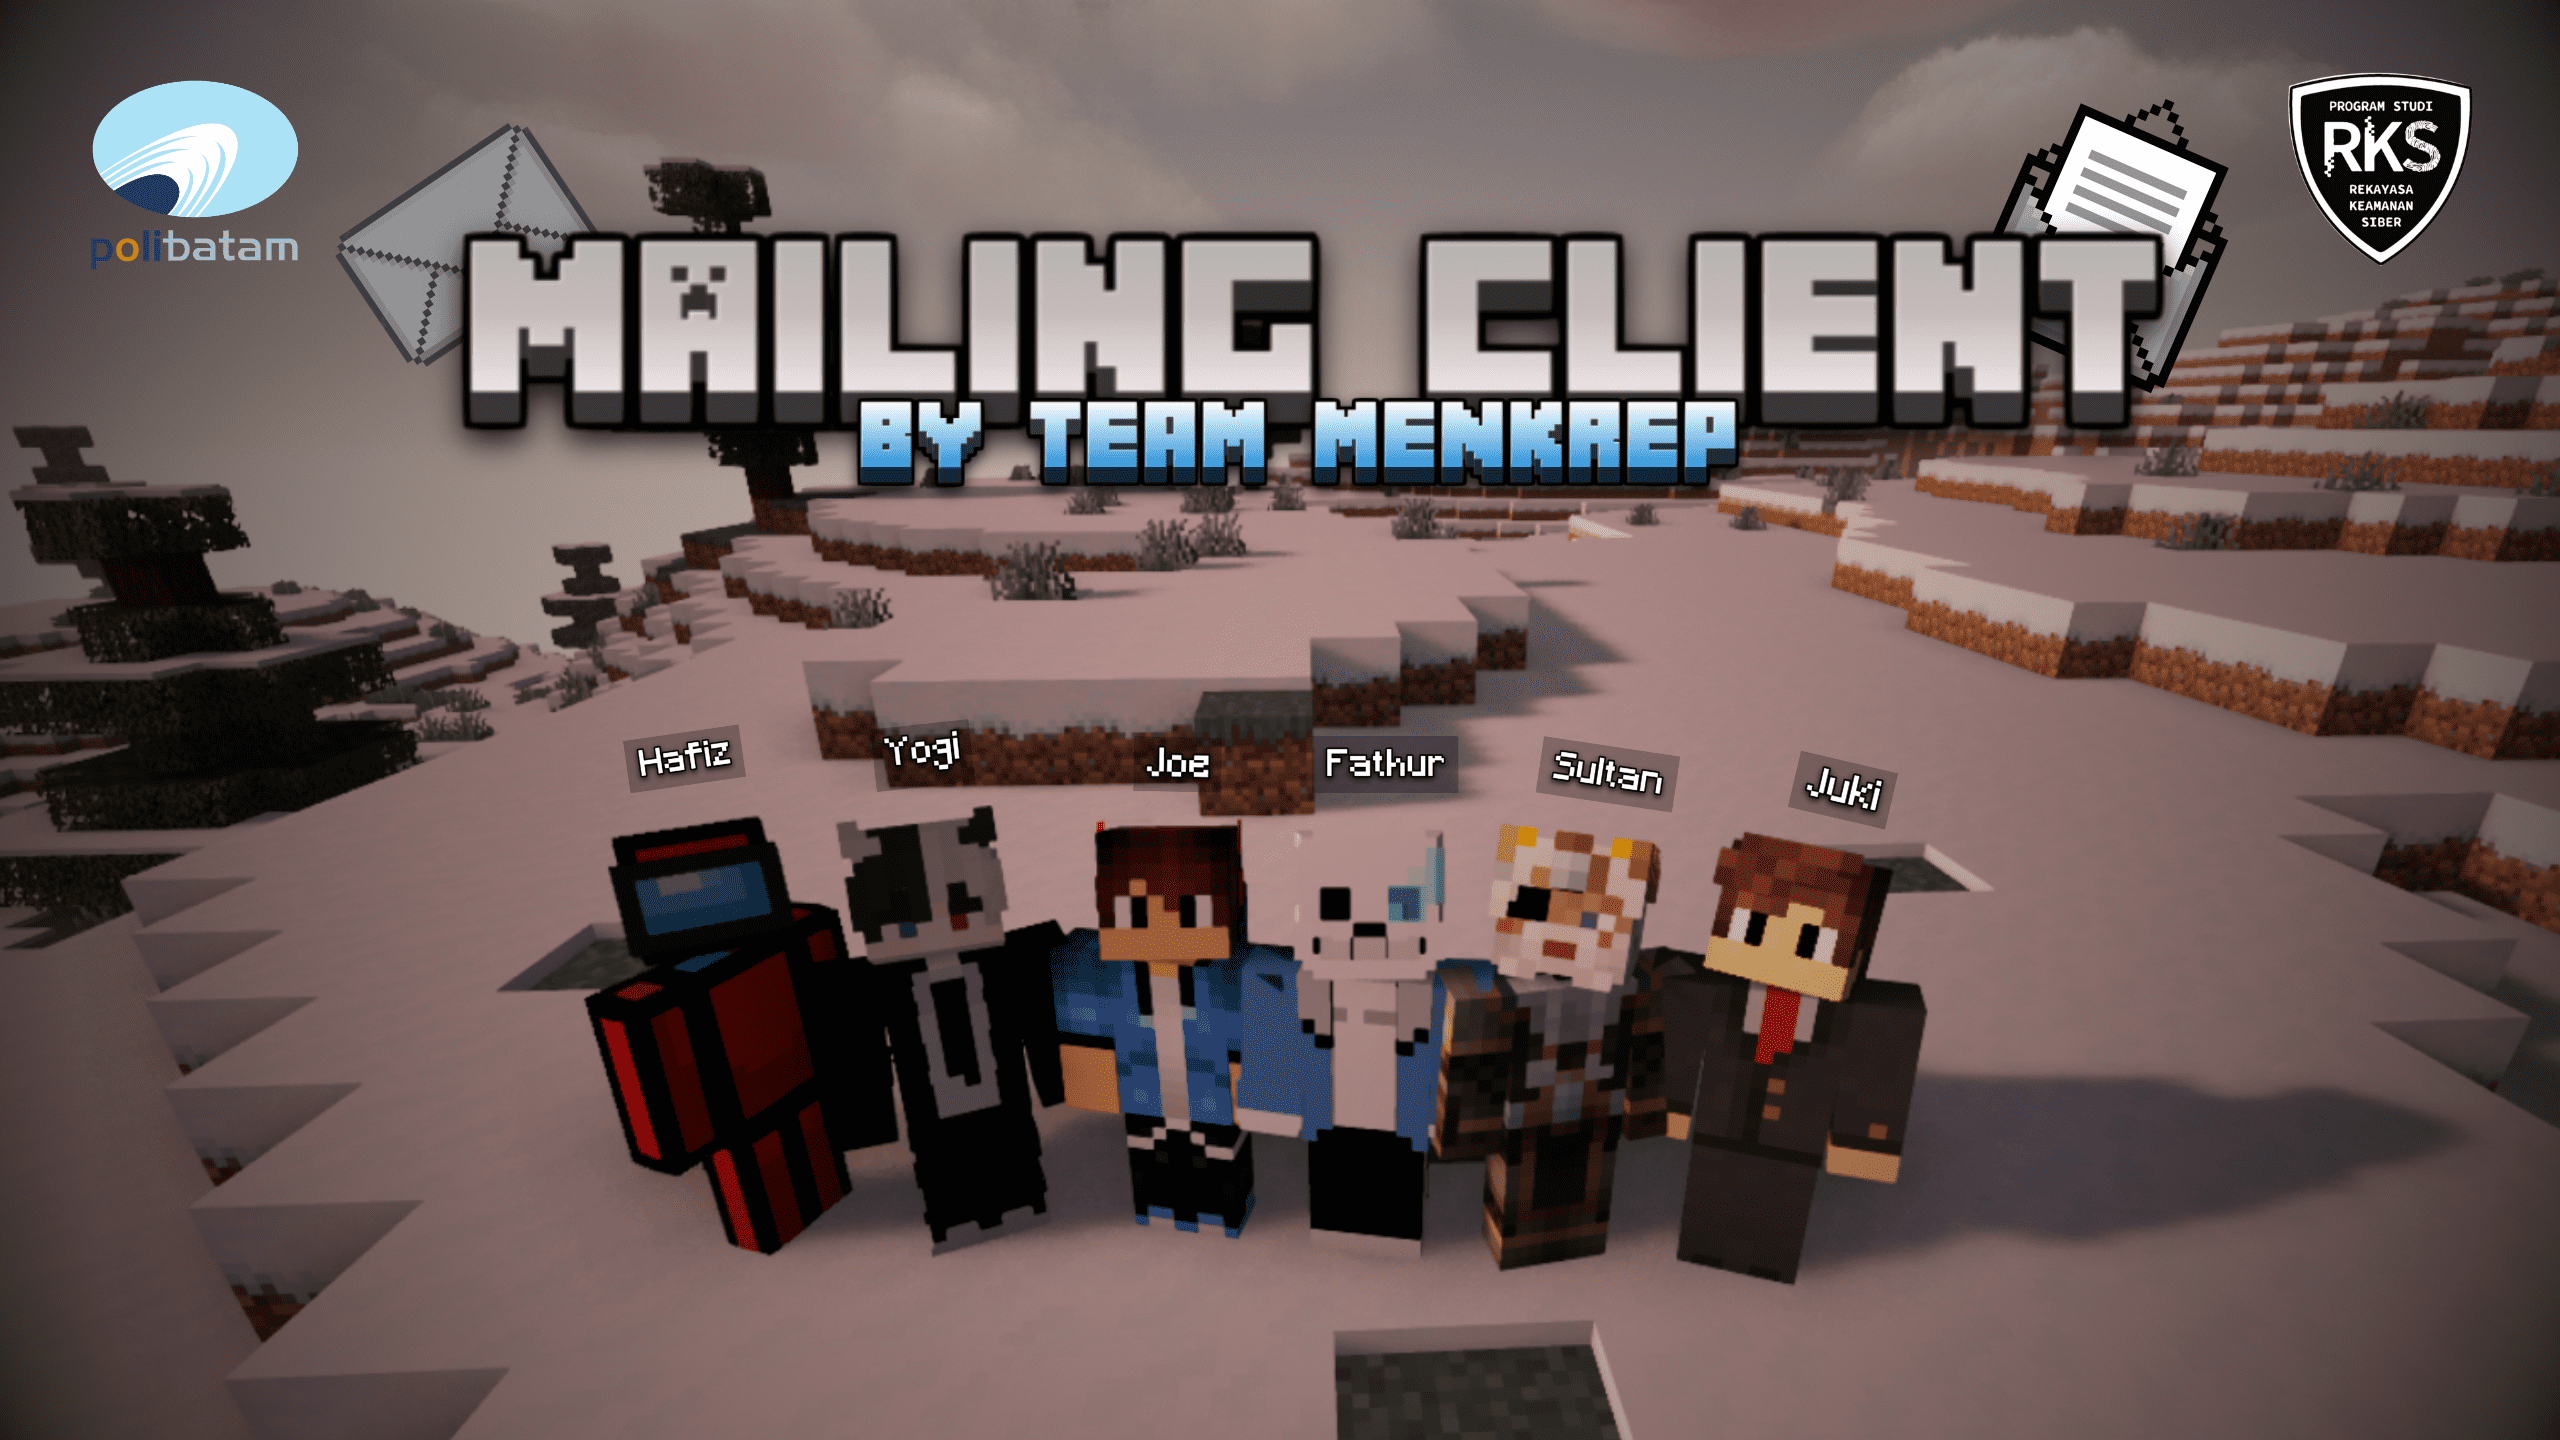 polibatam
PROGRAM STUDI
RKS
REKAYASA
KEAMANAN
SIBER
MAILING CLIENT
BY TEAM MENKREP
Hafiz
Yogi
Joe
Fathur
Sultan
Juki